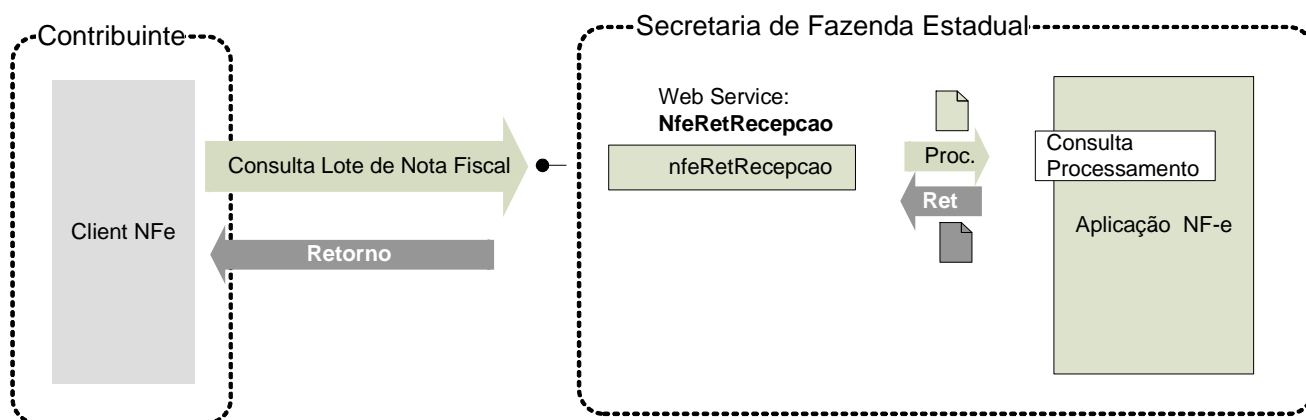 Contribuinte
Secretaria de Fazenda Estadual
Client NFe
Consulta Lote de Nota Fiscal
Retorno
Web Service:
NfeRetRecepcao
nfeRetRecepcao
Proc.
Ret
Consulta
Processamento
Aplicação NF-e